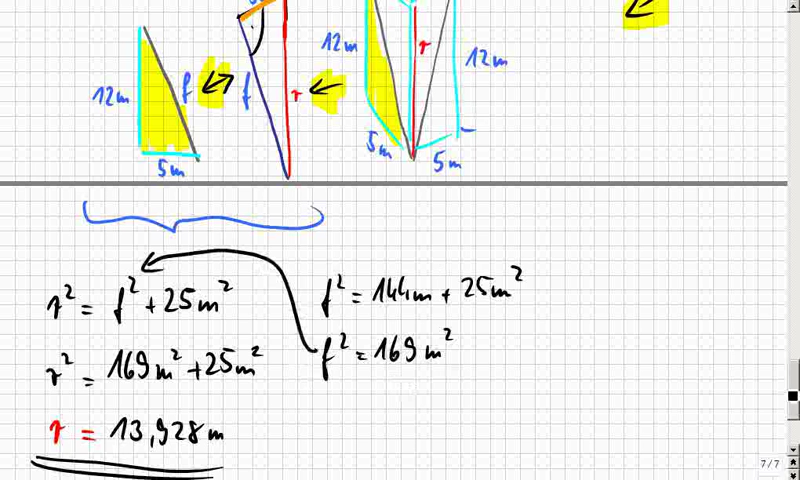 12m
12m
r
12m
f
f
r
5m
5m
5m
r² = f² + 25m²
f² = 144m + 25m²
r² = 169m² + 25m²
f² = 169m²
r = 13,928m
7/7